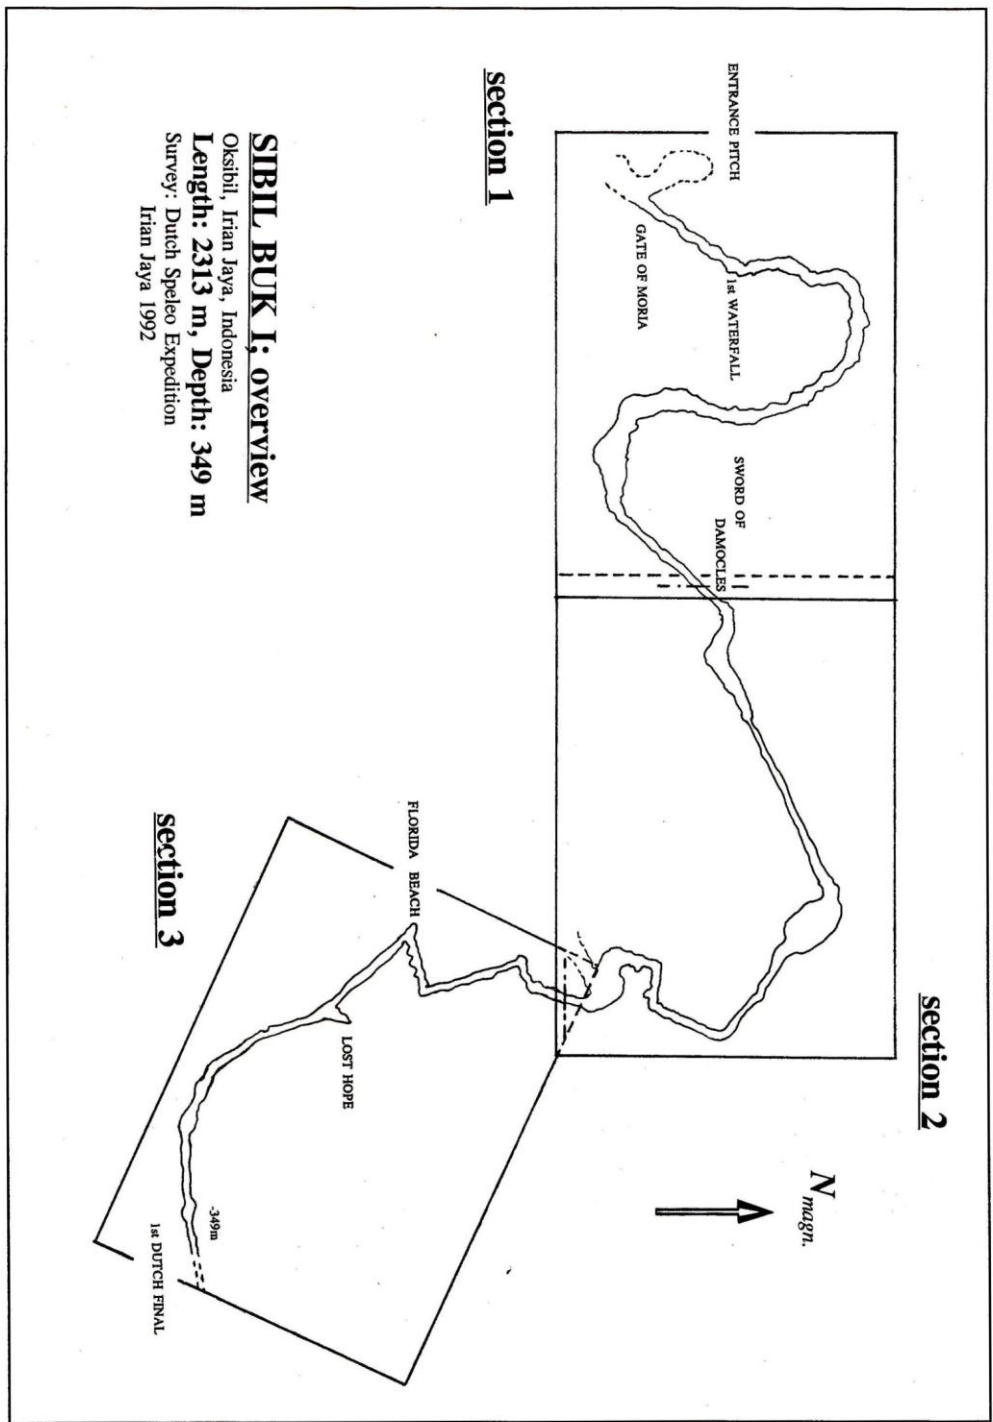 section 1
SIBIL BUK I; overview
Oksibil, Irian Jaya, Indonesia
Length: 2313 m, Depth: 349 m
Survey: Dutch Speleo Expedition
Irian Jaya 1992
ENTRANCE PITCH
GATE OF MORIA
1st WATERFALL
SWORD OF
DAMOCLES
section 2
N magn.
section 3
FLORIDA BEACH
LOST HOPE
-349m
1st DUTCH FINAL